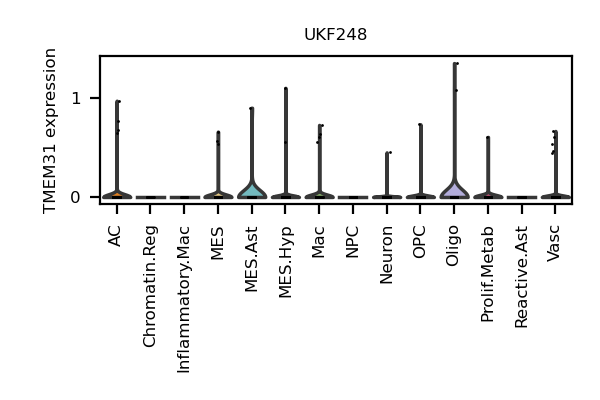 UKF248
TMEM31 expression
1
0
AC
Chromatin.Reg
Inflammatory.Mac
MES
MES.Ast
MES.Hyp
Mac
NPC
Neuron
OPC
Oligo
Prolif.Metab
Reactive.Ast
Vasc